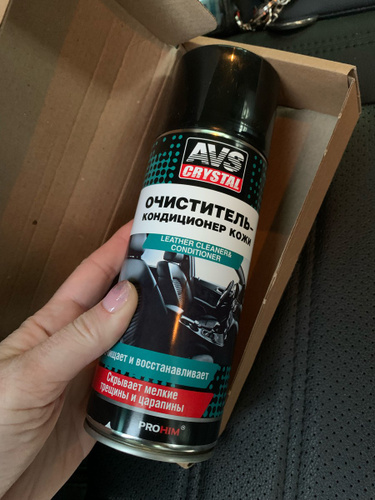 AVS
CRYSTAL
ОЧИСТИТЕЛЬ-
КОНДИЦИОНЕР КОЖИ
LEATHER CLEANER&
CONDITIONER
и восстанавливает
Скрывает мелкие
трещины и царапины
PROHIM®